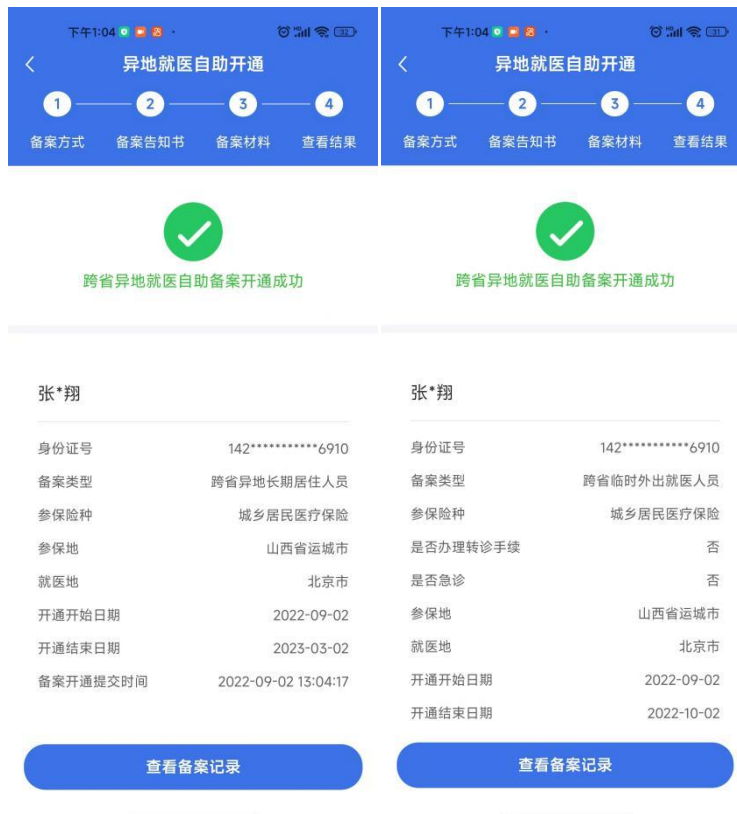 下午1:04
32
异地就医自助开通
1
2
3
4
备案方式
备案告知书
备案材料
查看结果
跨省异地就医自助备案开通成功
张*翔
身份证号 142***********6910
备案类型 跨省异地长期居住人员
参保险种 城乡居民医疗保险
参保地 山西省运城市
就医地 北京市
开通开始日期 2022-09-02
开通结束日期 2023-03-02
备案开通提交时间 2022-09-02 13:04:17
查看备案记录
下午1:04
31
异地就医自助开通
1
2
3
4
备案方式
备案告知书
备案材料
查看结果
跨省异地就医自助备案开通成功
张*翔
身份证号 142***********6910
备案类型 跨省临时外出就医人员
参保险种 城乡居民医疗保险
是否办理转诊手续 否
是否急诊 否
参保地 山西省运城市
就医地 北京市
开通开始日期 2022-09-02
开通结束日期 2022-10-02
查看备案记录